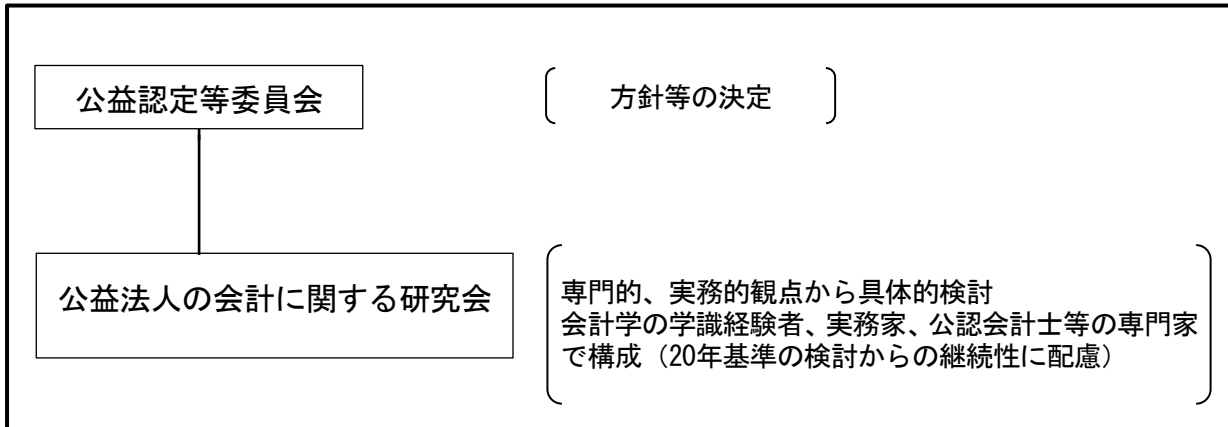 公益認定等委員会
方針等の決定
公益法人の会計に関する研究会
専門的、実務的観点から具体的検討
会計学の学識経験者、実務家、公認会計士等の専門家
で構成（20年基準の検討からの継続性に配慮）